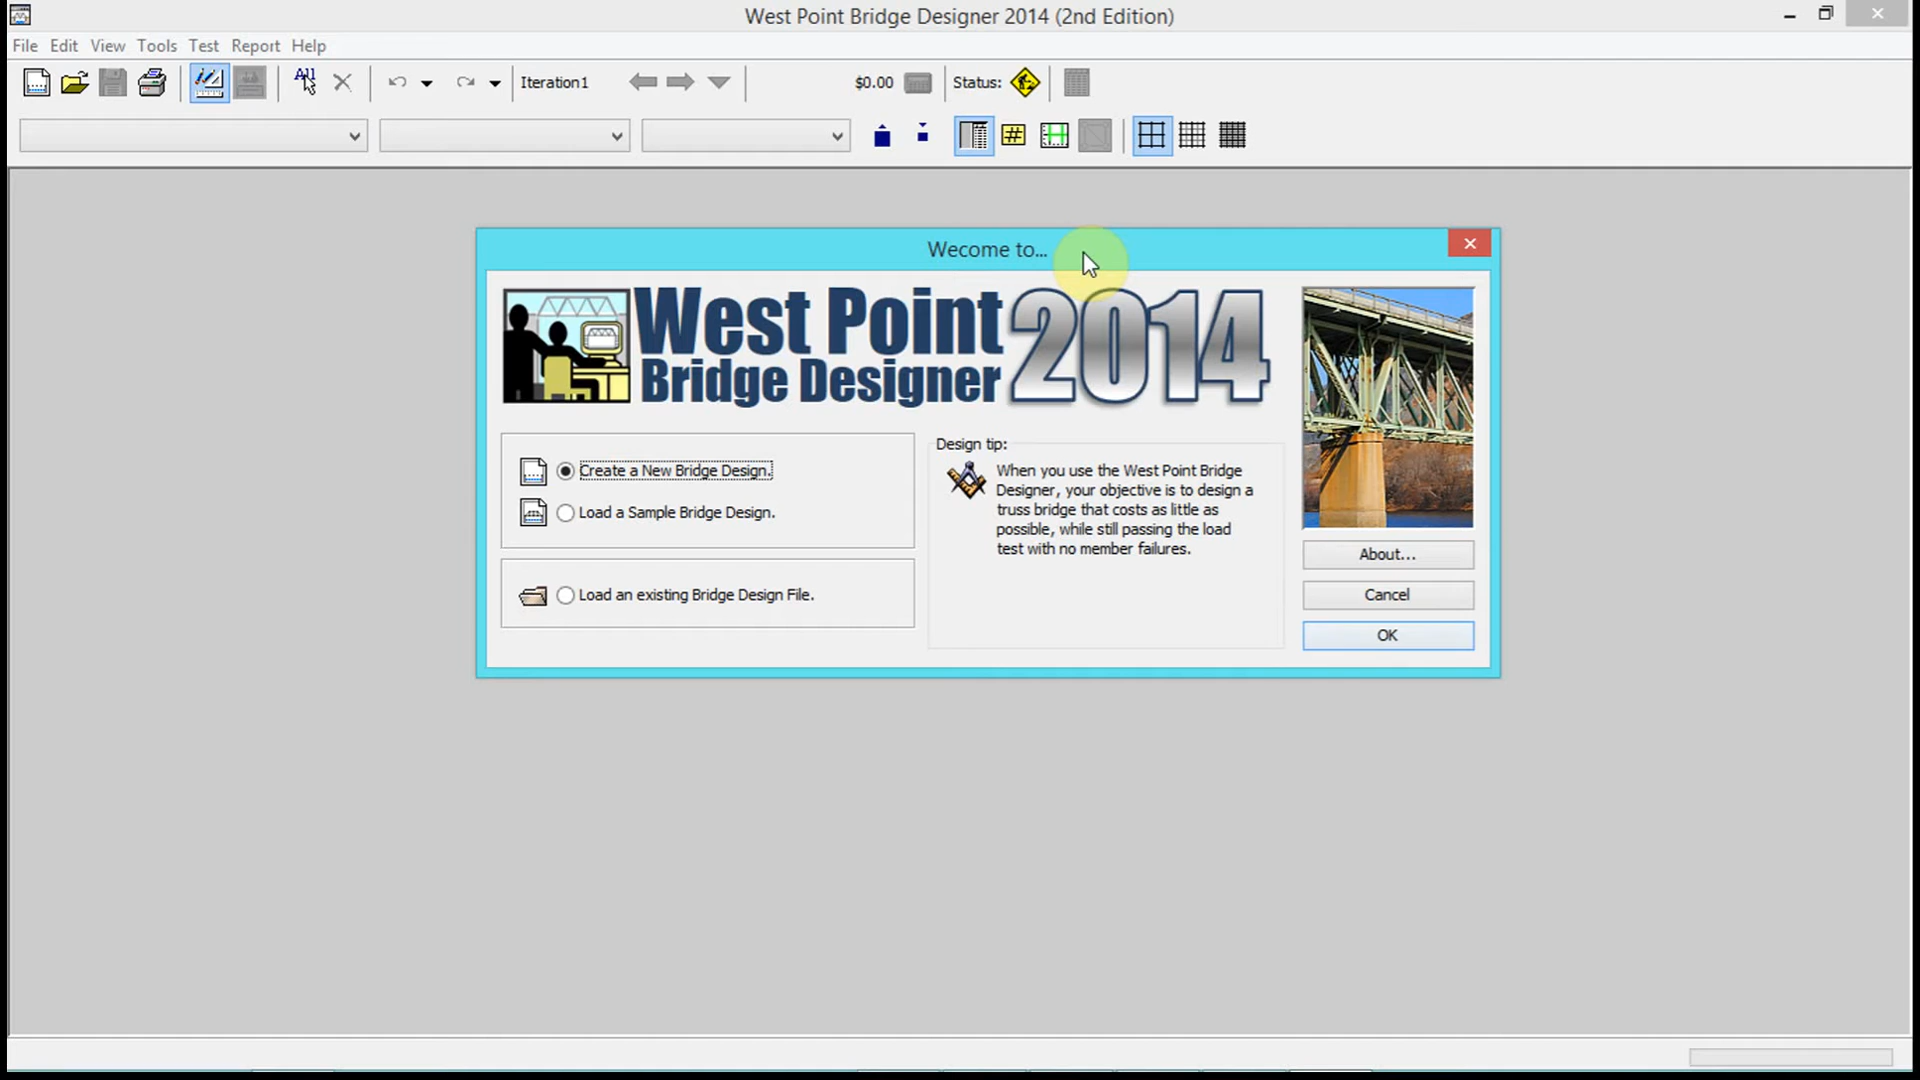 West Point Bridge Designer 2014 (2nd Edition)
File Edit View Tools Test Report Help
All
Iteration1
$0.00
Status:
Wecome to...
West Point
Bridge Designer
2014
Create a New Bridge Design.
Load a Sample Bridge Design.
Load an existing Bridge Design File.
Design tip:
When you use the West Point Bridge
Designer, your objective is to design a
truss bridge that costs as little as
possible, while still passing the load
test with no member failures.
About...
Cancel
OK